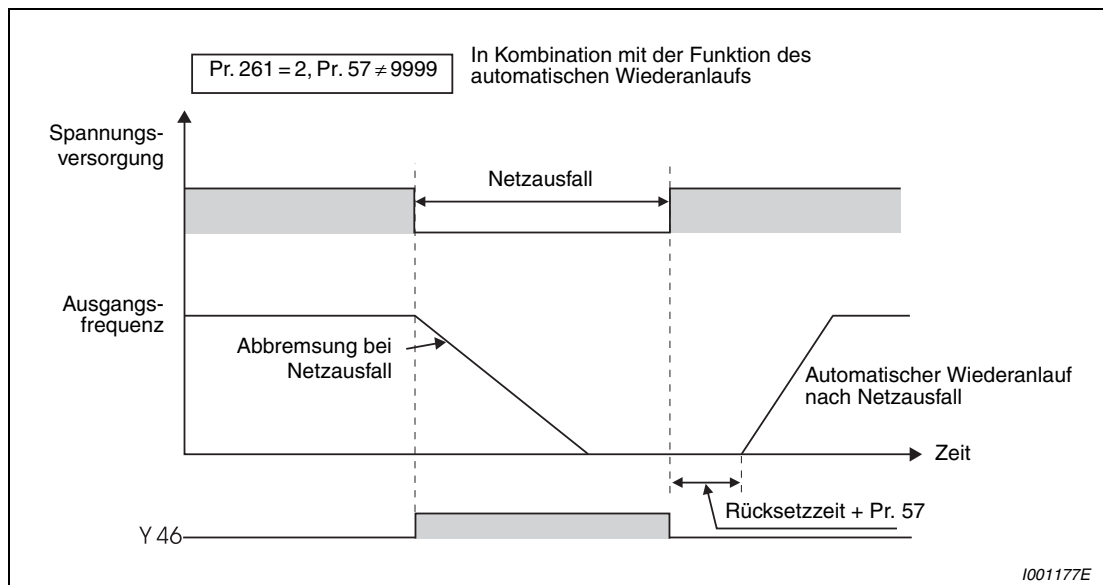 Pr. 261 = 2, Pr. 57 ≠ 9999
In Kombination mit der Funktion des
automatischen Wiederanlaufs
Spannungs-
versorgung
Netzausfall
Ausgangs-
frequenz
Abbremsung bei
Netzausfall
Automatischer Wiederanlauf
nach Netzausfall
Zeit
Rücksetzzeit + Pr. 57
Y 46
I001177E